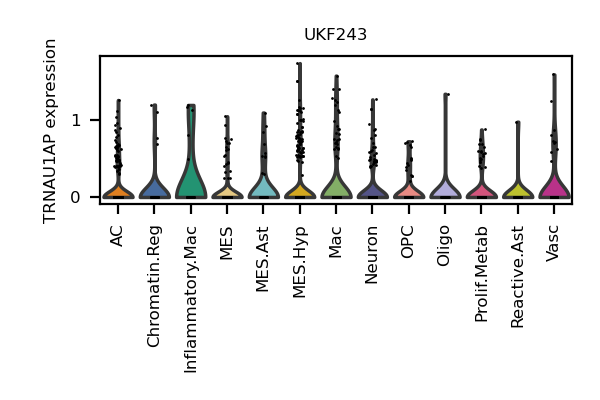 UKF243
TRNAU1AP expression
1
0
AC
Chromatin.Reg
Inflammatory.Mac
MES
MES.Ast
MES.Hyp
Mac
Neuron
OPC
Oligo
Prolif.Metab
Reactive.Ast
Vasc